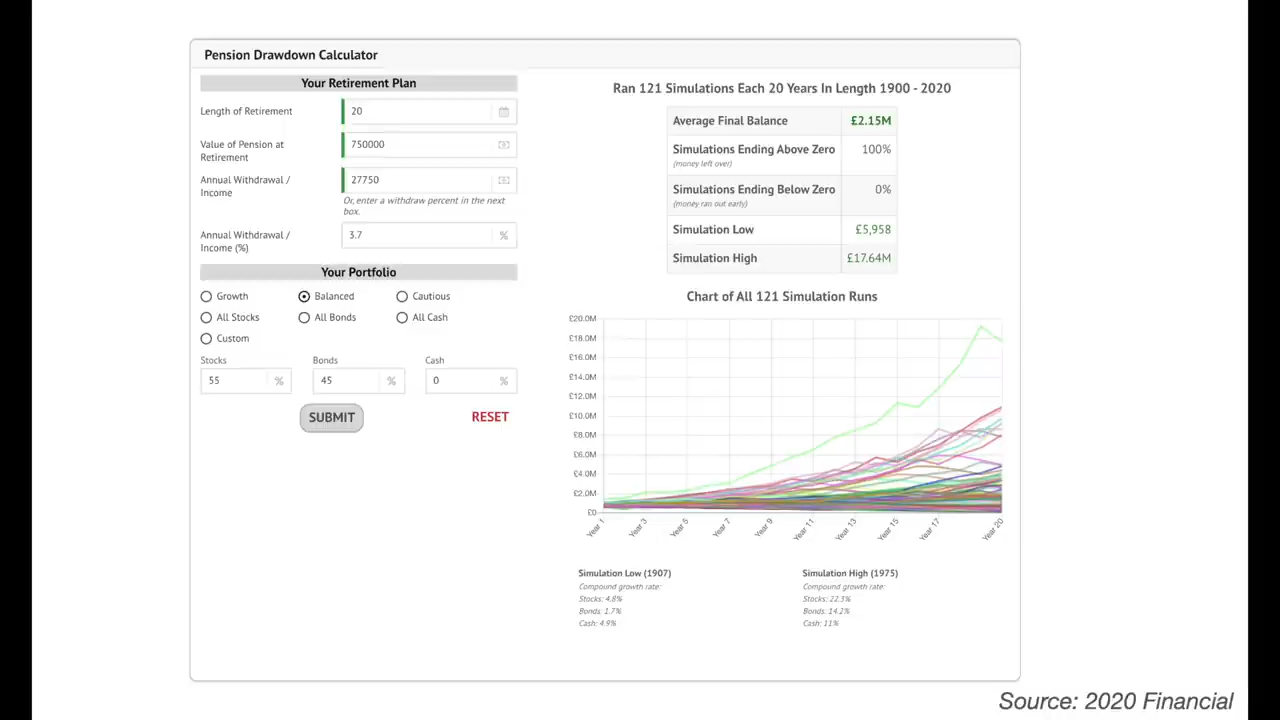 Pension Drawdown Calculator
Your Retirement Plan
Length of Retirement
20
Value of Pension at
Retirement
750000
Annual Withdrawal /
Income
27750
Or, enter a withdraw percent in the next
box.
Annual Withdrawal /
Income (%)
3.7
%
Your Portfolio
Growth
Balanced
Cautious
All Stocks
All Bonds
All Cash
Custom
Stocks
Bonds
Cash
55 %
45 %
0 %
SUBMIT
RESET
Ran 121 Simulations Each 20 Years In Length 1900 - 2020
Average Final Balance £2.15M
Simulations Ending Above Zero 100%
(money left over)
Simulations Ending Below Zero 0%
(money ran out early)
Simulation Low £5,958
Simulation High £17.64M
Chart of All 121 Simulation Runs
£20.0M
£18.0M
£16.0M
£14.0M
£12.0M
£10.0M
£8.0M
£6.0M
£4.0M
£2.0M
£0
Year 1
Year 3
Year 5
Year 7
Year 9
Year 11
Year 13
Year 15
Year 17
Year 20
Simulation Low (1907)
Compound growth rate:
Stocks: 4.8%
Bonds: 1.7%
Cash: 4.9%
Simulation High (1975)
Compound growth rate:
Stocks: 22.3%
Bonds: 14.2%
Cash: 11%
Source: 2020 Financial